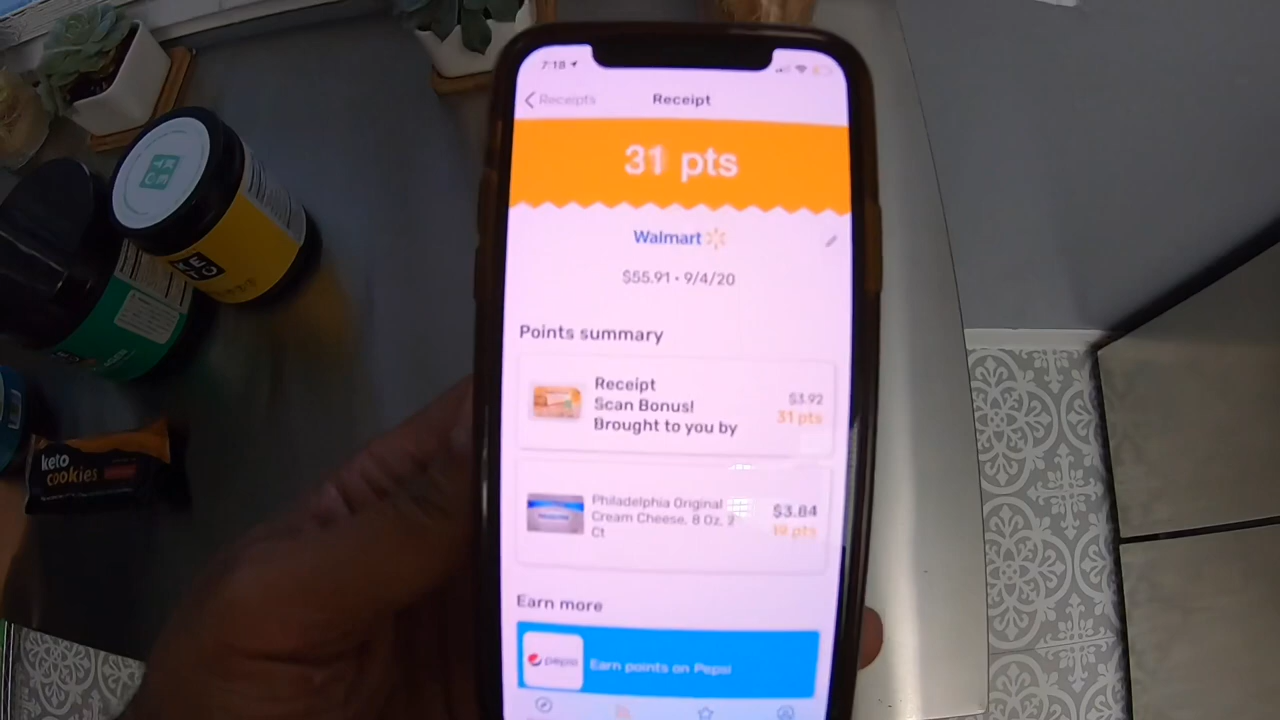 7:18
Receipts
Receipt
31 pts
Walmart
$55.91 • 9/4/20
Points summary
Receipt
Scan Bonus!
Brought to you by
$3.92
31 pts
Philadelphia Original
Cream Cheese, 8 Oz, 2
Ct
$3.84
19 pts
Earn more
pepsi
Earn points on Pepsi
keto
cookies